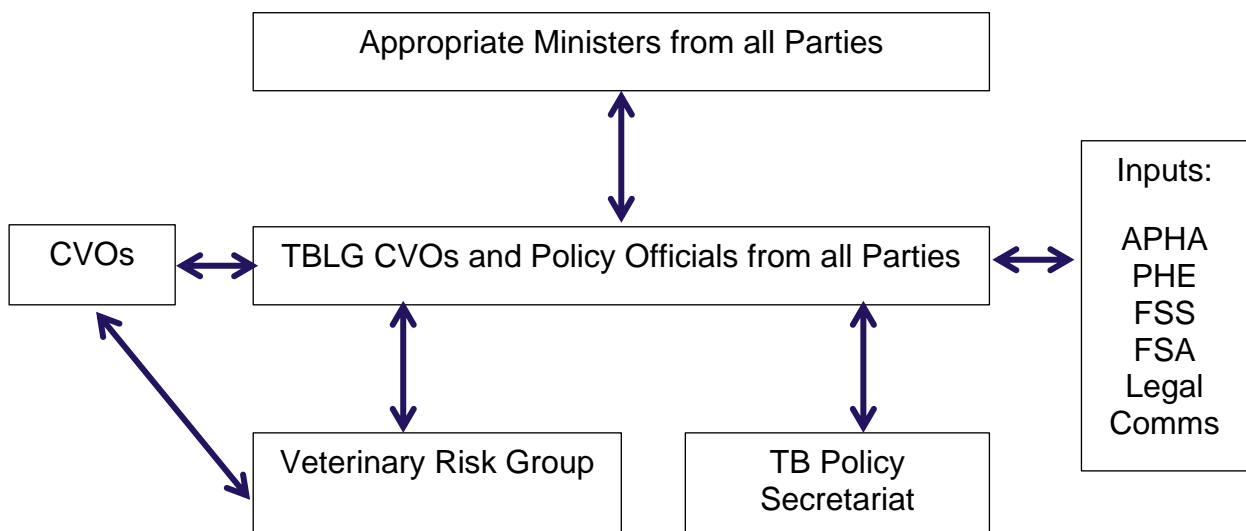 Appropriate Ministers from all Parties
CVOs
TBLG CVOs and Policy Officials from all Parties
Inputs:
APHA
PHE
FSS
FSA
Legal
Comms
Veterinary Risk Group
TB Policy
Secretariat